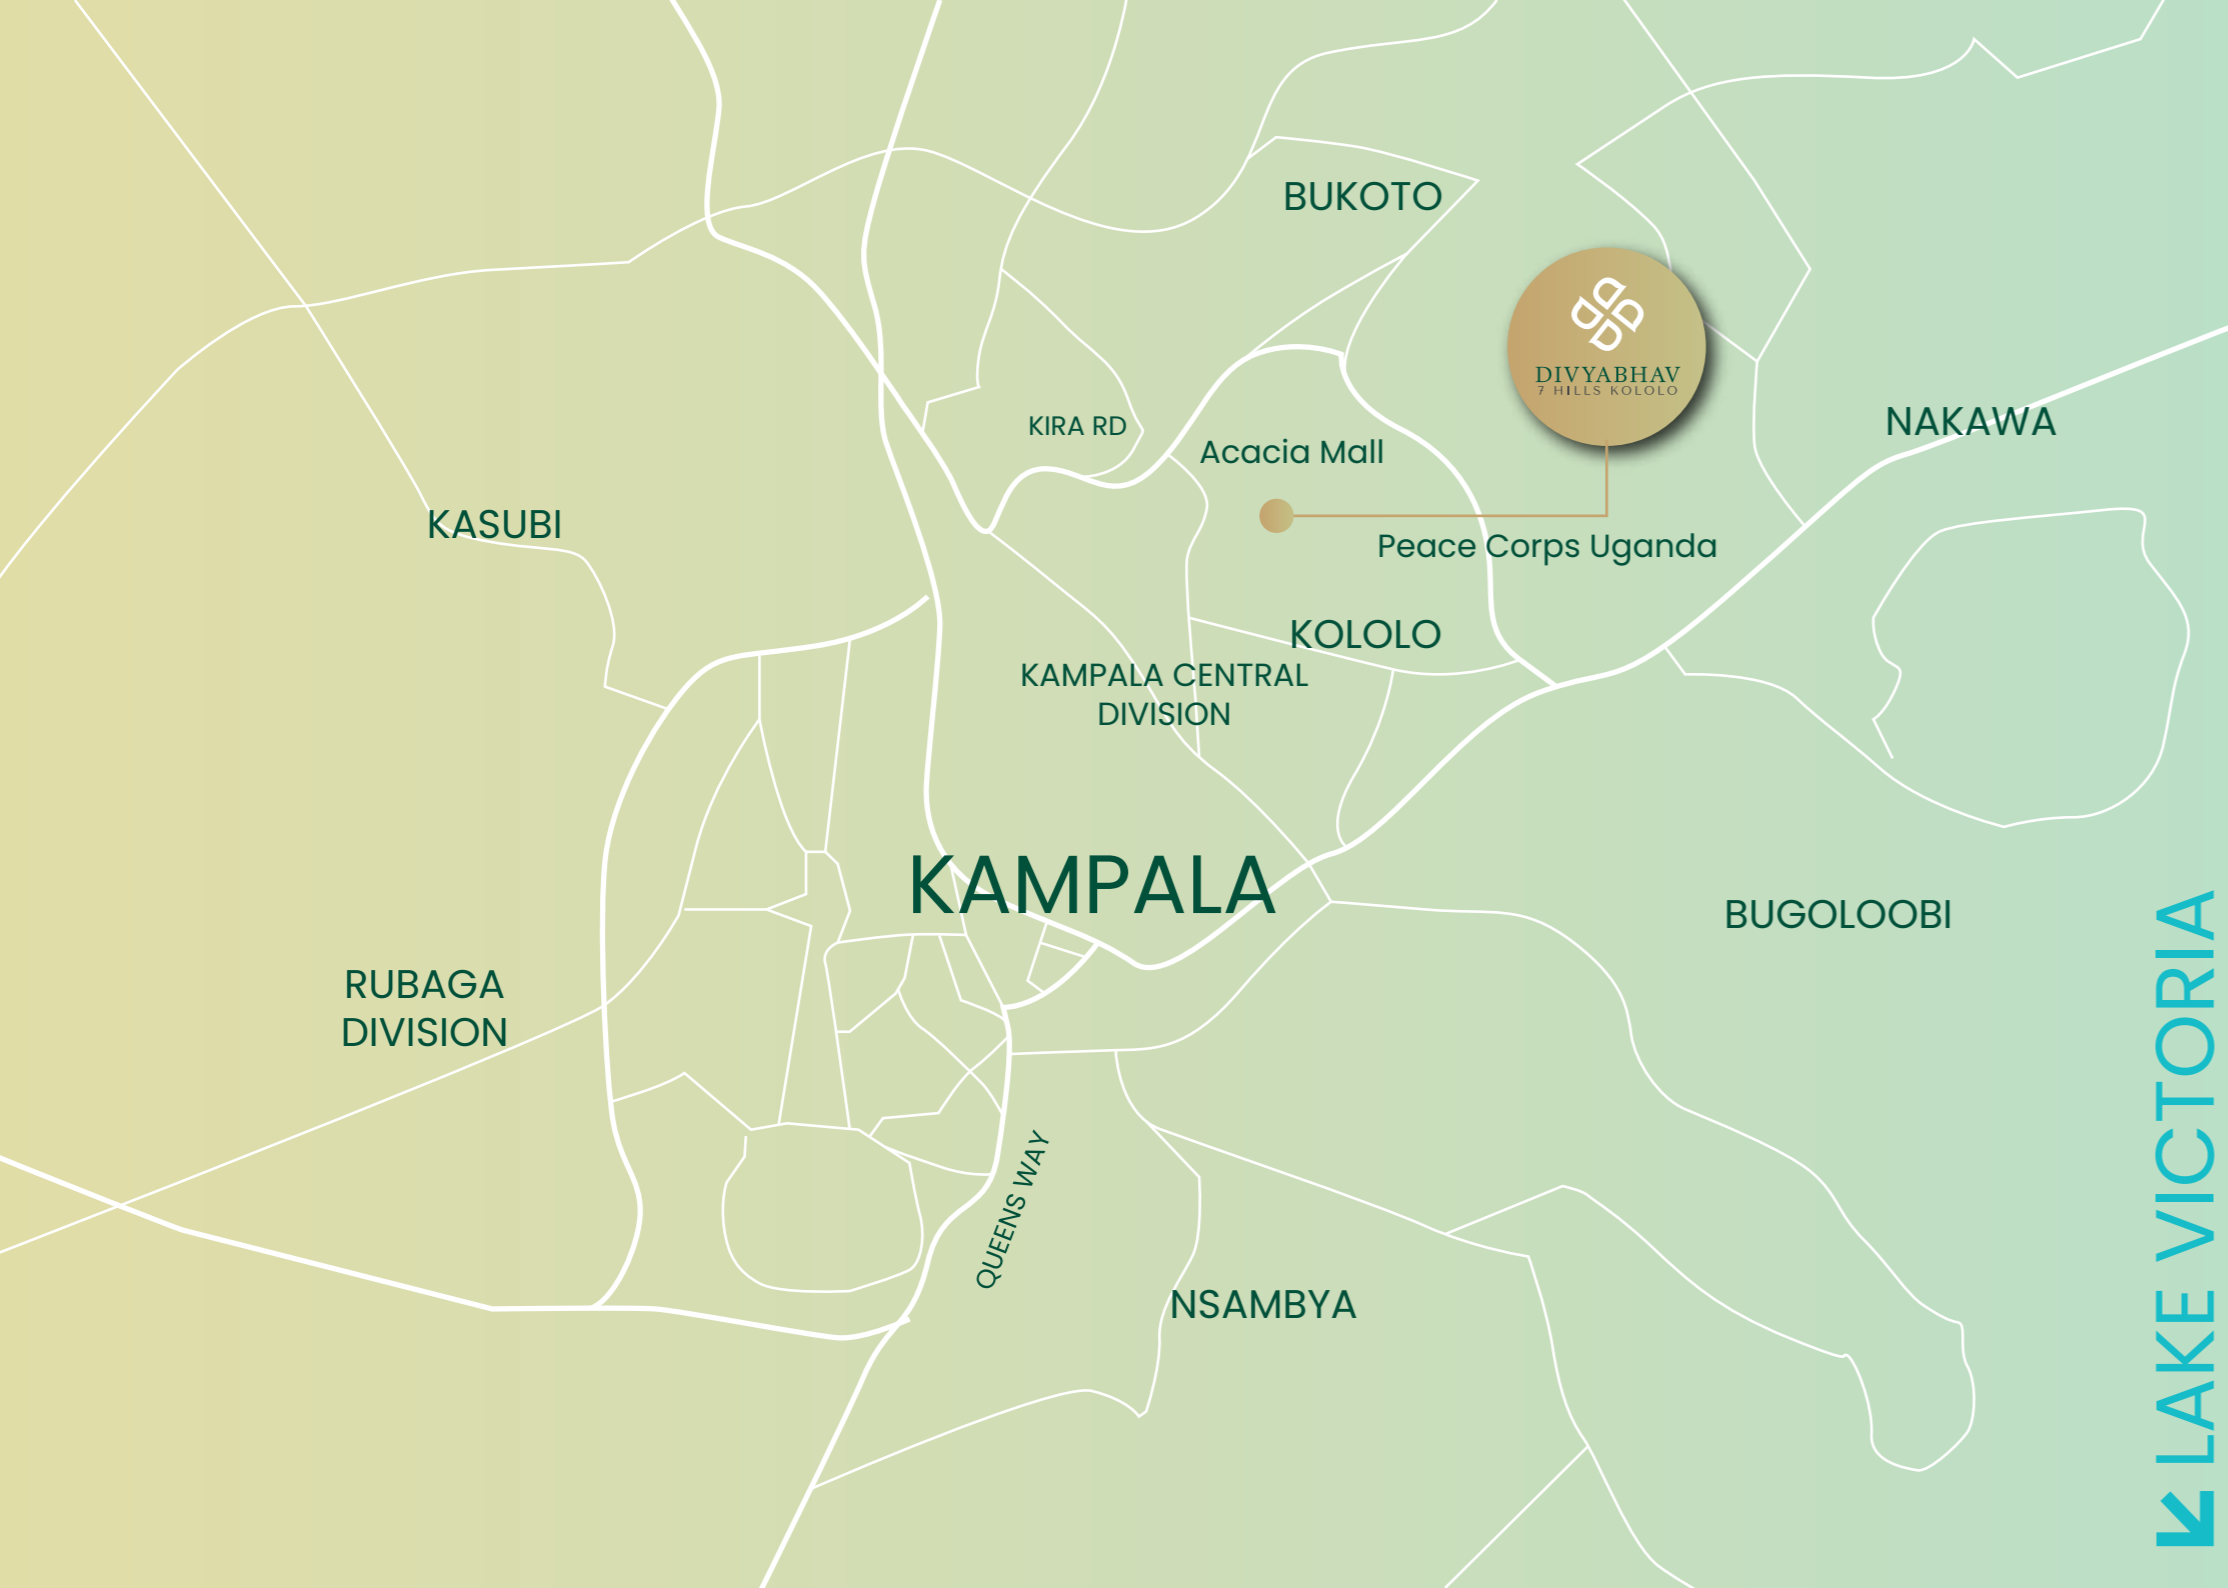 BUKOTO
DIVYABHAV
7 HILLS KOLOLO
NAKAWA
KIRA RD
Acacia Mall
KASUBI
Peace Corps Uganda
KOLOLO
KAMPALA CENTRAL
DIVISION
KAMPALA
BUGOLOOBI
RUBAGA
DIVISION
QUEENS WAY
NSAMBYA
LAKE VICTORIA